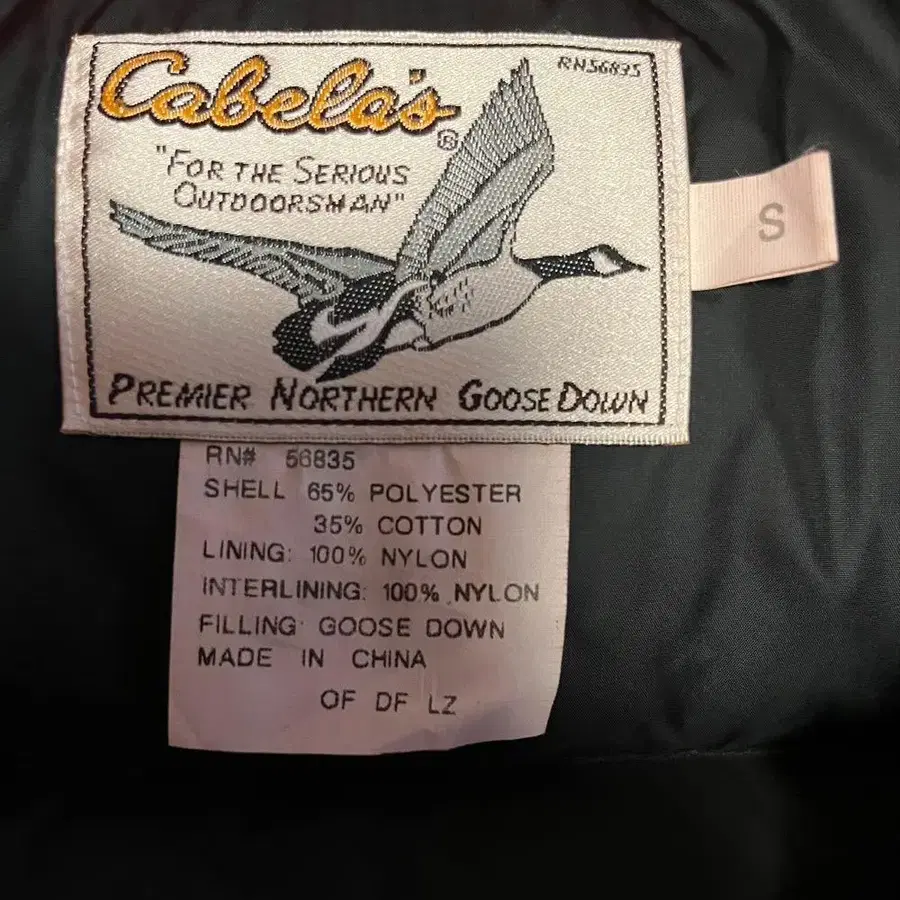 Cabela's®
RN56835
"FOR THE SERIOUS
OUTDOORSMAN"
S
PREMIER NORTHERN GOOSE DOWN
RN# 56835
SHELL 65% POLYESTER
35% COTTON
LINING: 100% NYLON
INTERLINING: 100% NYLON
FILLING: GOOSE DOWN
MADE IN CHINA
OF DF LZ